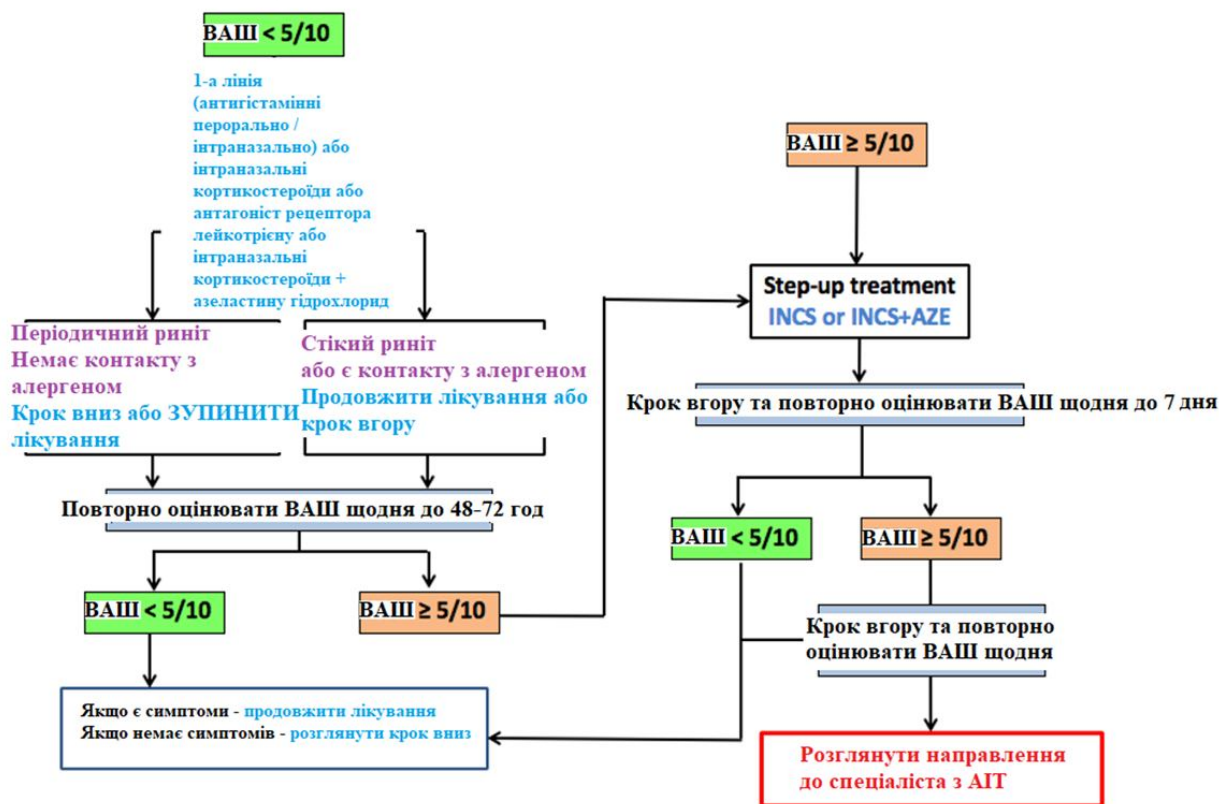 ВАШ < 5/10
1-а лінія
(антигістамінні
перорально /
інтраназально) або
інтраназальні
кортикостероїди або
антагоніст рецептора
лейкотрієну або
інтраназальні
кортикостероїди +
азеластину гідрохлорид
Періодичний риніт
Немає контакту з
алергеном
Крок вниз або ЗУПИНИТИ
лікування
Стікий риніт
або є контакту з алергеном
Продовжити лікування або
крок вгору
Повторно оцінювати ВАШ щодня до 48-72 год
ВАШ < 5/10
ВАШ ≥ 5/10
Якщо є симптоми - продовжити лікування
Якщо немає симптомів - розглянути крок вниз
ВАШ ≥ 5/10
Step-up treatment
INCS or INCS+AZE
Крок вгору та повторно оцінювати ВАШ щодня до 7 дня
ВАШ < 5/10
ВАШ ≥ 5/10
Крок вгору та повторно
оцінювати ВАШ щодня
Розглянути направлення
до спеціаліста з АІТ